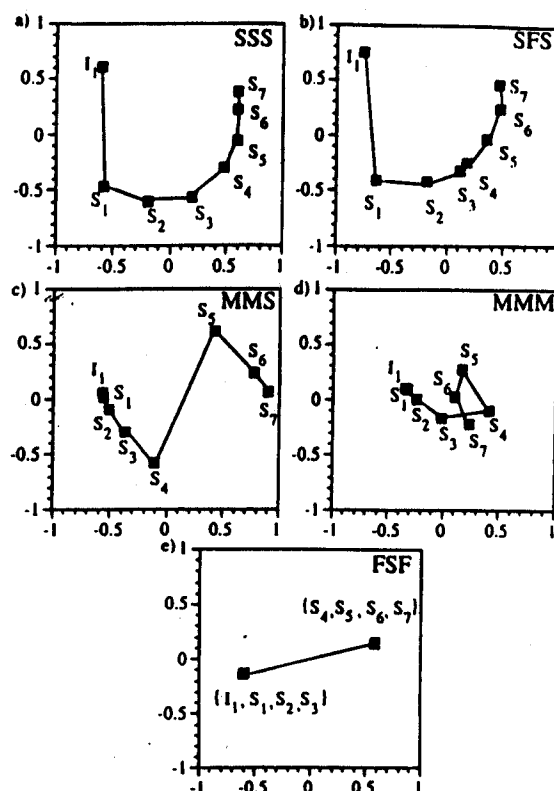 a) SSS
b) SFS
1
0.5
0
-0.5
-1
-1 -0.5 0 0.5 1
I1
S1
S2
S3
S4
S5
S6
S7
1
0.5
0
-0.5
-1
-1 -0.5 0 0.5 1
I1
S1
S2
S3
S4
S5
S6
S7
c) MMS
d) MMM
1
0.5
0
-0.5
-1
-1 -0.5 0 0.5 1
I1
S1
S2
S3
S4
S5
S6
S7
1
0.5
0
-0.5
-1
-1 -0.5 0 0.5 1
I1
S1
S2
S3
S4
S5
S6
S7
e) FSF
1
0.5
0
-0.5
-1
-1 -0.5 0 0.5 1
{S4,S5,S6,S7}
{I1,S1,S2,S3}